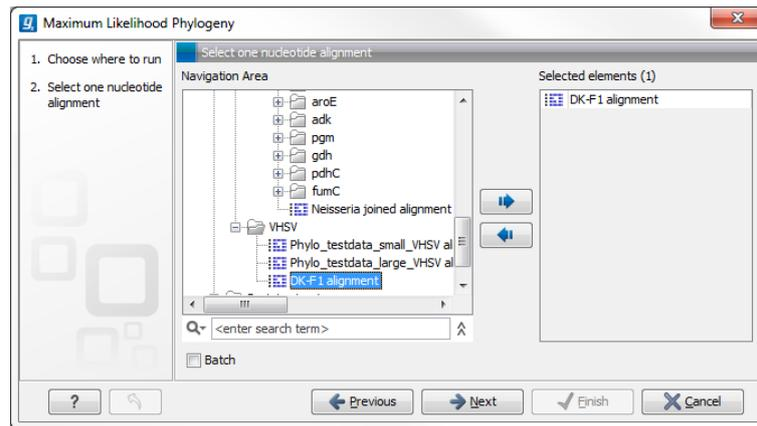 Maximum Likelihood Phylogeny
1. Choose where to run
2. Select one nucleotide
alignment
Select one nucleotide alignment
Navigation Area
aroE
adk
pgm
gdh
pdhC
fumC
Neisseria joined alignment
VHSV
Phylo_testdata_small_VHSV al
Phylo_testdata_large_VHSV al
DK-F1 alignment
<enter search term>
Batch
Selected elements (1)
DK-F1 alignment
?
Previous
Next
Finish
Cancel